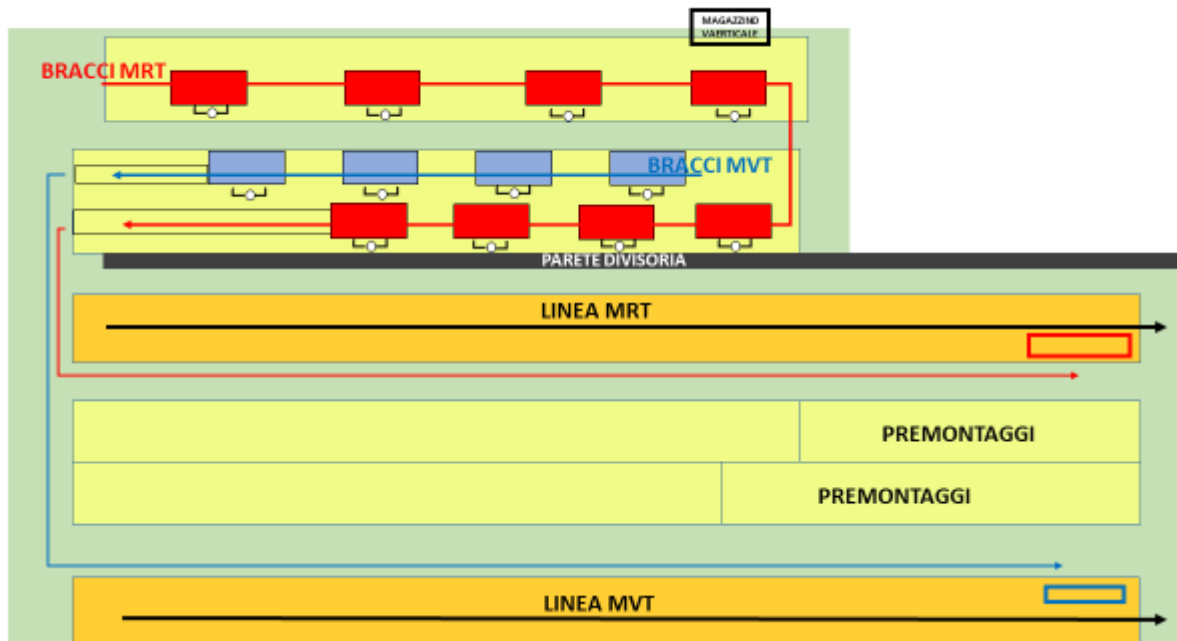 MAGAZZINO
VAERTICALE
BRACCI MRT
BRACCI MVT
PARETE DIVISORIA
LINEA MRT
PREMONTAGGI
PREMONTAGGI
LINEA MVT